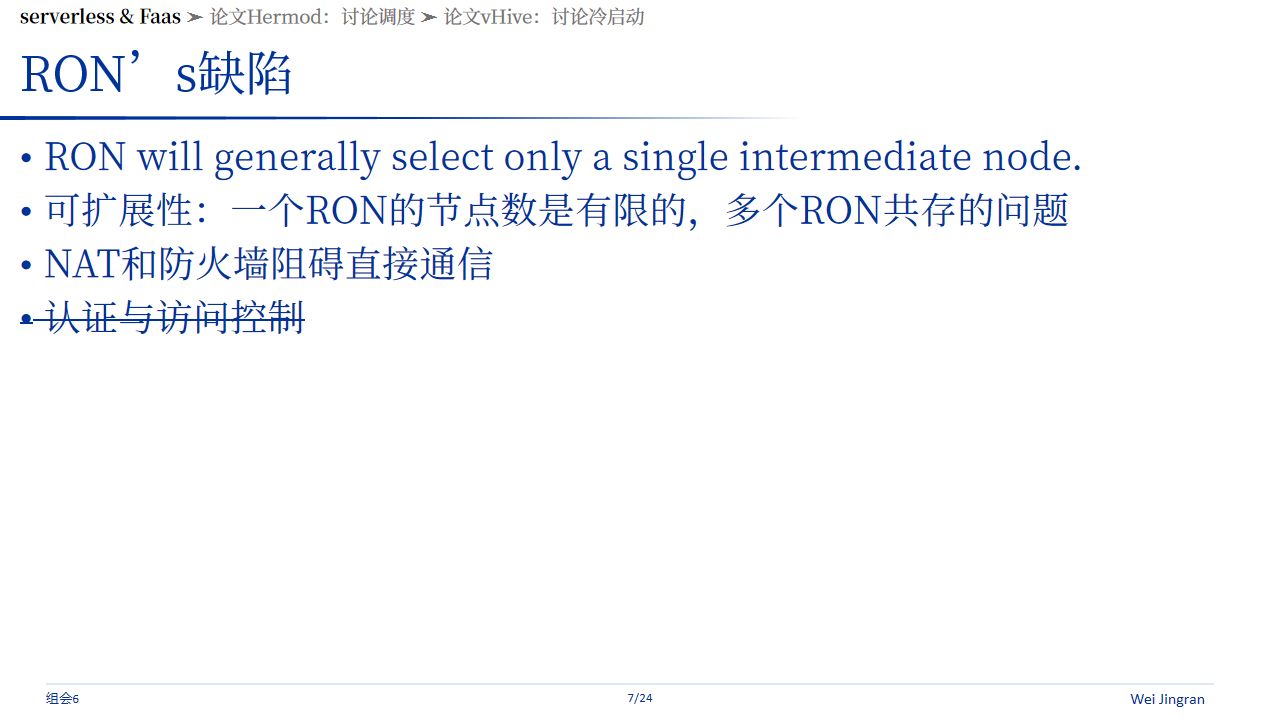 serverless & Faas ➢ 论文Hermod：讨论调度 ➢ 论文vHive：讨论冷启动
RON’s缺陷
• RON will generally select only a single intermediate node.
• 可扩展性：一个RON的节点数是有限的，多个RON共存的问题
• NAT和防火墙阻碍直接通信
• 认证与访问控制
组会6
7/24
Wei Jingran